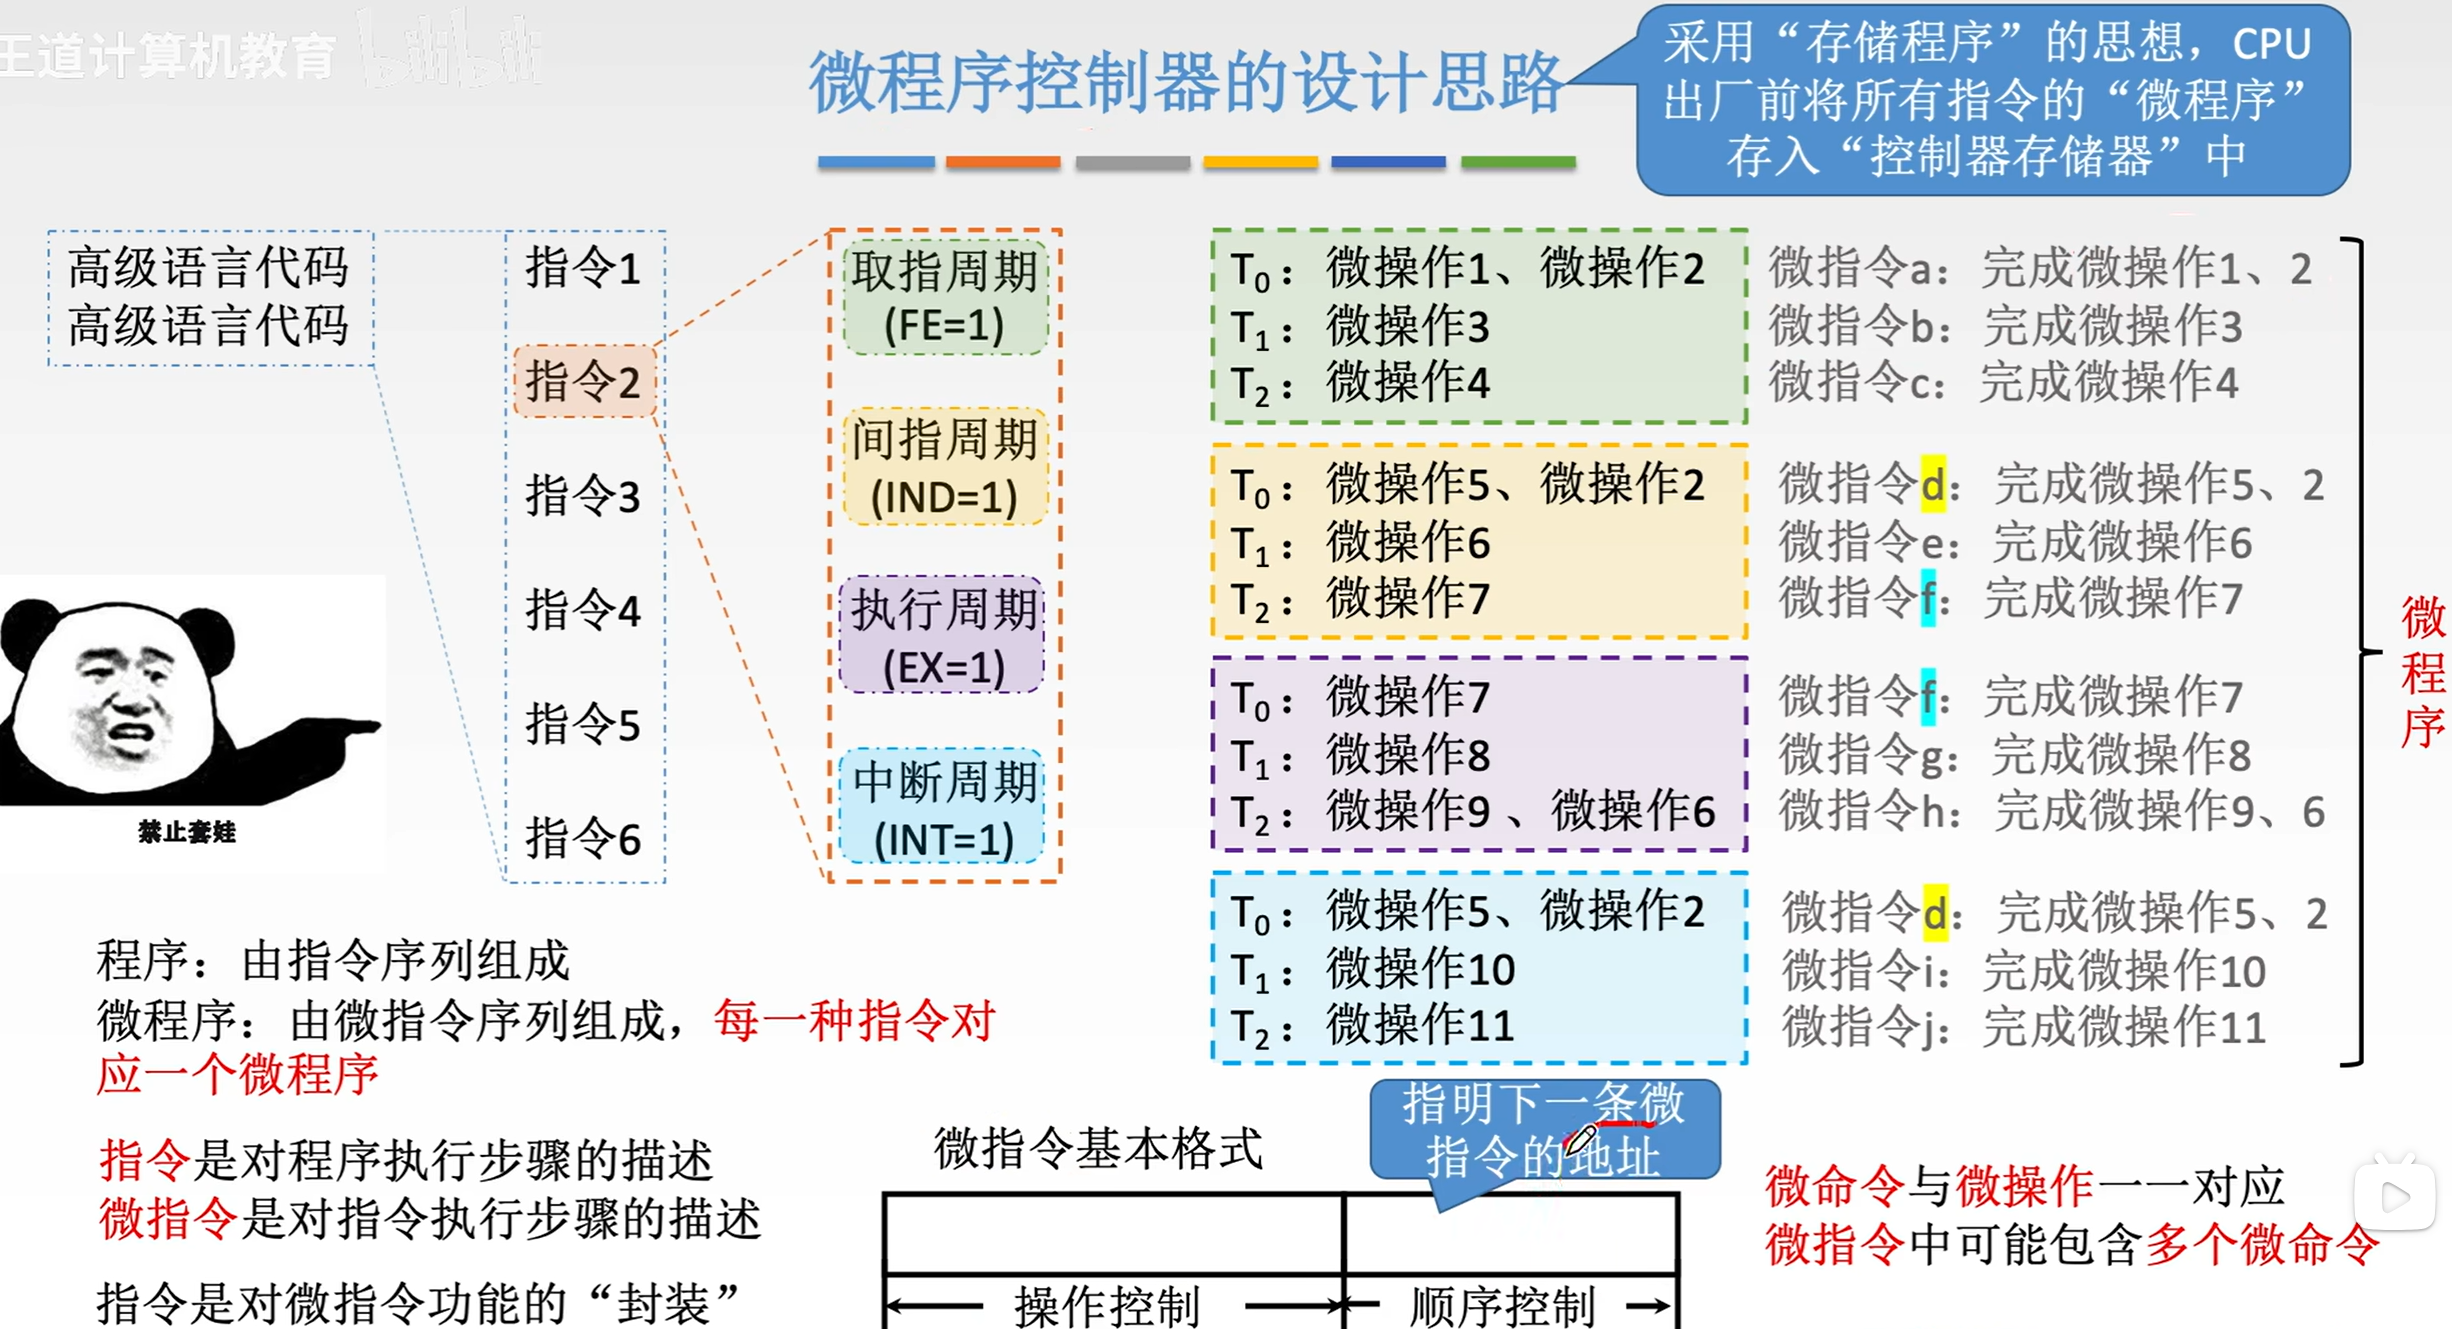 王道计算机教育 bilibili
微程序控制器的设计思路
采用“存储程序”的思想，CPU
出厂前将所有指令的“微程序”
存入“控制器存储器”中
高级语言代码
高级语言代码
指令1
指令2
指令3
指令4
指令5
指令6
取指周期
(FE=1)
间指周期
(IND=1)
执行周期
(EX=1)
中断周期
(INT=1)
T₀：微操作1、微操作2
T₁：微操作3
T₂：微操作4
T₀：微操作5、微操作2
T₁：微操作6
T₂：微操作7
T₀：微操作7
T₁：微操作8
T₂：微操作9 、微操作6
T₀：微操作5、微操作2
T₁：微操作10
T₂：微操作11
微指令a：完成微操作1、2
微指令b：完成微操作3
微指令c：完成微操作4
微指令d：完成微操作5、2
微指令e：完成微操作6
微指令f：完成微操作7
微指令f：完成微操作7
微指令g：完成微操作8
微指令h：完成微操作9、6
微指令d：完成微操作5、2
微指令i：完成微操作10
微指令j：完成微操作11
微
程
序
禁止套娃
程序：由指令序列组成
微程序：由微指令序列组成，每一种指令对
应一个微程序
指令是对程序执行步骤的描述
微指令是对指令执行步骤的描述
指令是对微指令功能的“封装”
微指令基本格式
指明下一条微
指令的地址
操作控制
顺序控制
微命令与微操作一一对应
微指令中可能包含多个微命令